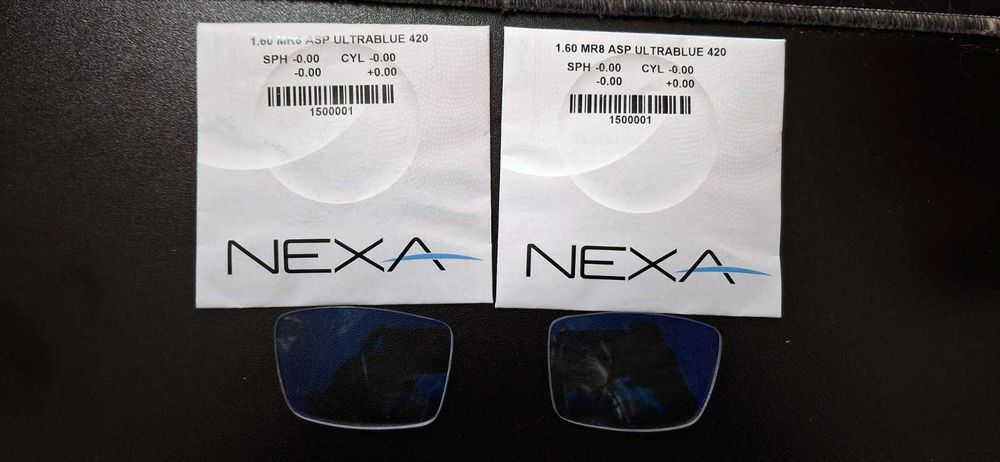 1.60 MR8 ASP ULTRABLUE 420
SPH -0.00 CYL -0.00
-0.00 +0.00
1500001
NEXA
1.60 MR8 ASP ULTRABLUE 420
SPH -0.00 CYL -0.00
-0.00 +0.00
1500001
NEXA